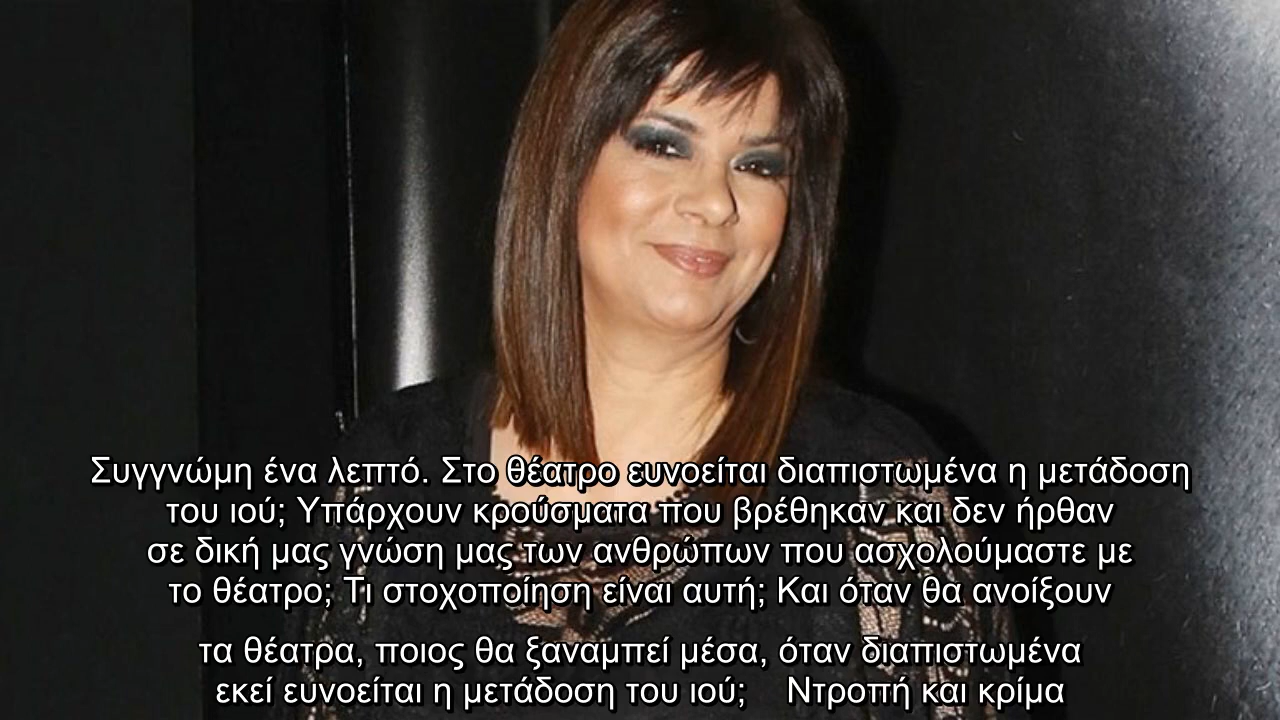 Συγγνώμη ένα λεπτό. Στο θέατρο ευνοείται διαπιστωμένα η μετάδοση
του ιού; Υπάρχουν κρούσματα που βρέθηκαν και δεν ήρθαν
σε δική μας γνώση μας των ανθρώπων που ασχολούμαστε με
το θέατρο; Τι στοχοποίηση είναι αυτή; Και όταν θα ανοίξουν
τα θέατρα, ποιος θα ξαναμπεί μέσα, όταν διαπιστωμένα
εκεί ευνοείται η μετάδοση του ιού; Ντροπή και κρίμα